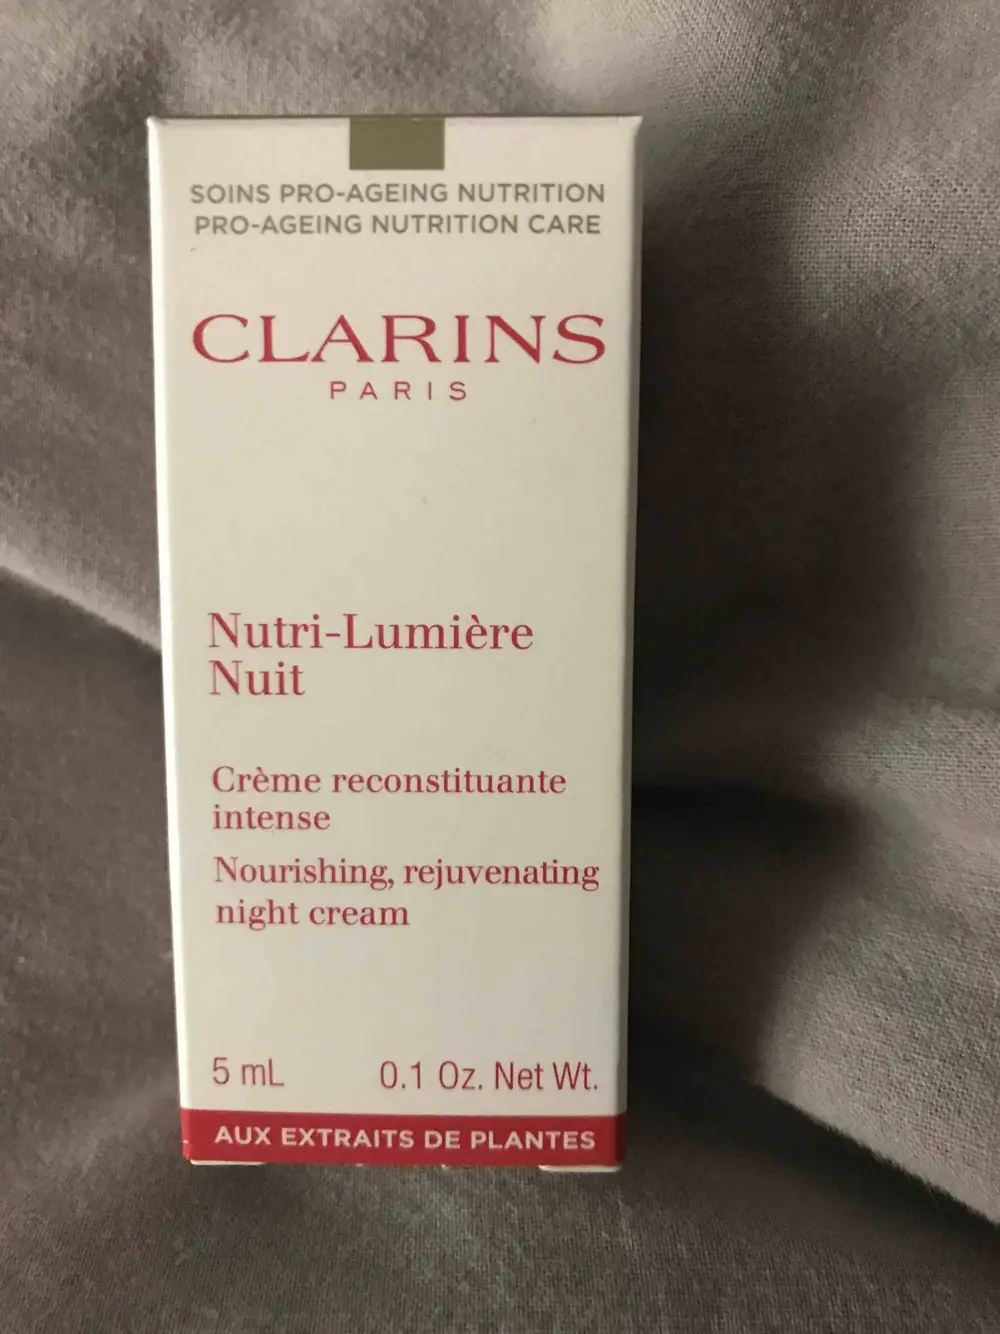 SOINS PRO-AGEING NUTRITION
PRO-AGEING NUTRITION CARE
CLARINS
PARIS
Nutri-Lumière
Nuit
Crème reconstituante
intense
Nourishing, rejuvenating
night cream
5 mL 0.1 Oz. Net Wt.
AUX EXTRAITS DE PLANTES